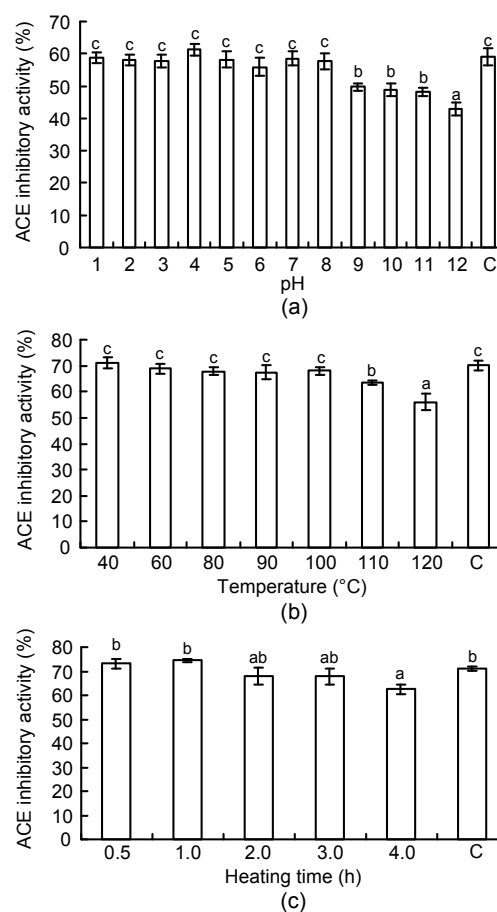 ACE inhibitory activity (%)
70
60
50
40
30
20
10
0
c c c c c c c c b b b a c
1 2 3 4 5 6 7 8 9 10 11 12 C
pH
(a)
ACE inhibitory activity (%)
80
70
60
50
40
30
20
10
0
c c c c c b a c
40 60 80 90 100 110 120 C
Temperature (°C)
(b)
ACE inhibitory activity (%)
80
70
60
50
40
30
20
10
0
b b ab ab a b
0.5 1.0 2.0 3.0 4.0 C
Heating time (h)
(c)